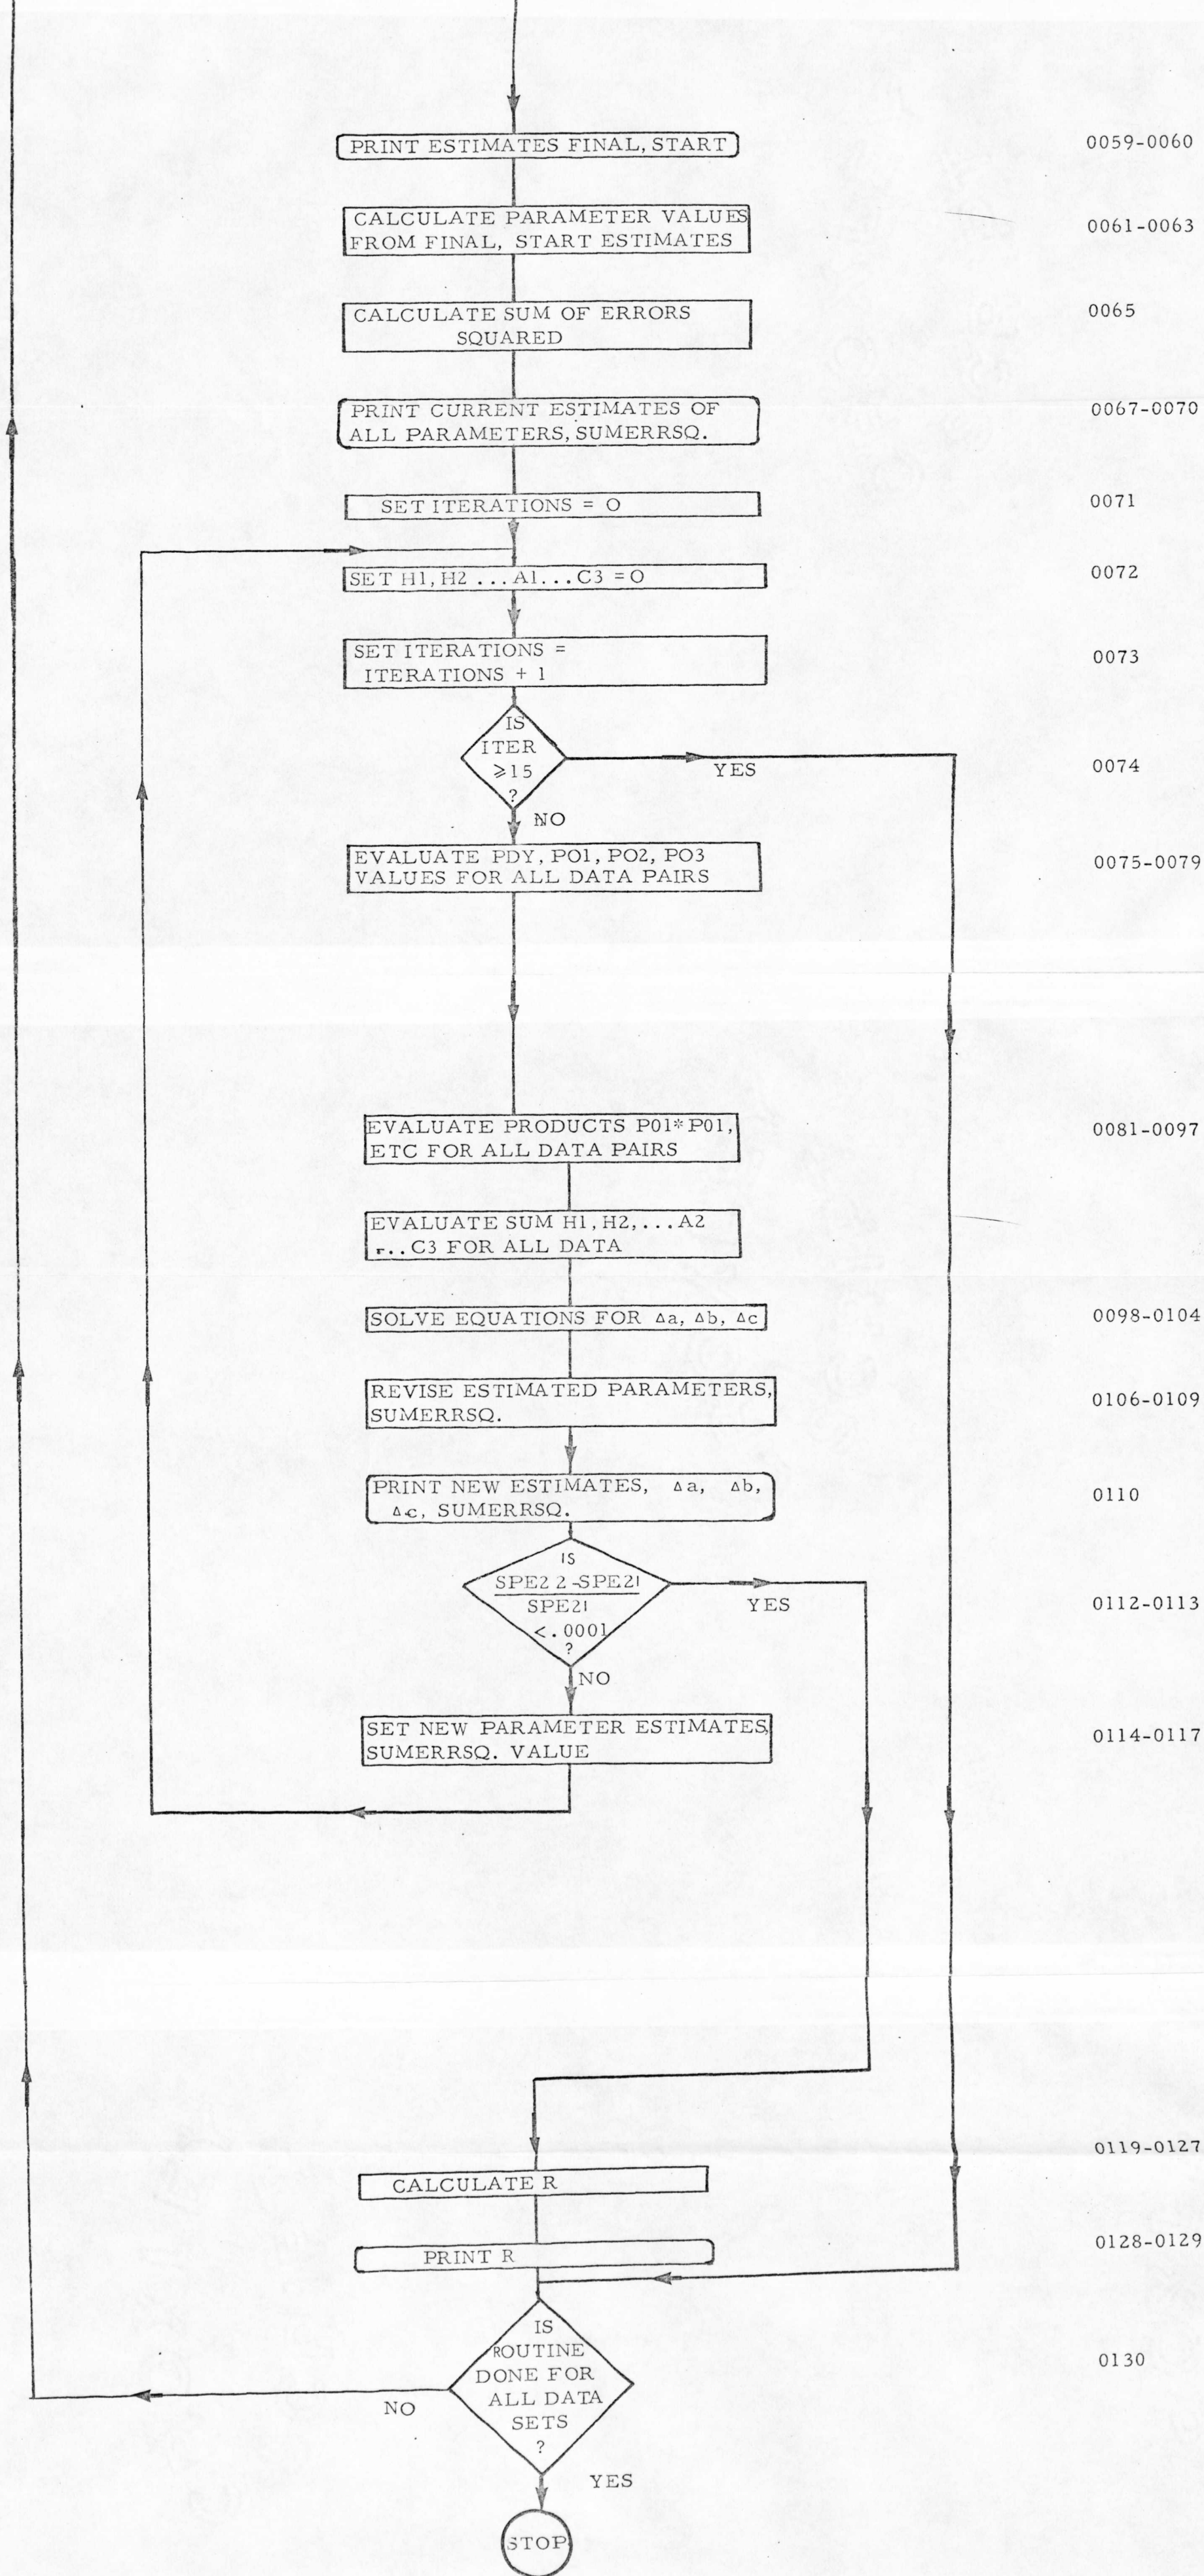 PRINT ESTIMATES FINAL, START
0059-0060
CALCULATE PARAMETER VALUES
FROM FINAL, START ESTIMATES
0061-0063
CALCULATE SUM OF ERRORS
SQUARED
0065
PRINT CURRENT ESTIMATES OF
ALL PARAMETERS, SUMERRSQ.
0067-0070
SET ITERATIONS = O
0071
SET H1, H2 ... A1... C3 = O
0072
SET ITERATIONS =
ITERATIONS + 1
0073
IS
ITER
≥15
?
YES
0074
NO
EVALUATE PDY, PO1, PO2, PO3
VALUES FOR ALL DATA PAIRS
0075-0079
EVALUATE PRODUCTS P01*P01,
ETC FOR ALL DATA PAIRS
0081-0097
EVALUATE SUM H1, H2, ... A2
... C3 FOR ALL DATA
SOLVE EQUATIONS FOR Δa, Δb, Δc
0098-0104
REVISE ESTIMATED PARAMETERS,
SUMERRSQ.
0106-0109
PRINT NEW ESTIMATES, Δa, Δb,
Δc, SUMERRSQ.
0110
IS
SPE22-SPE21
SPE21
<.0001
?
YES
0112-0113
NO
SET NEW PARAMETER ESTIMATES,
SUMERRSQ. VALUE
0114-0117
0119-0127
CALCULATE R
PRINT R
0128-0129
IS
ROUTINE
DONE FOR
ALL DATA
SETS
?
0130
NO
YES
STOP